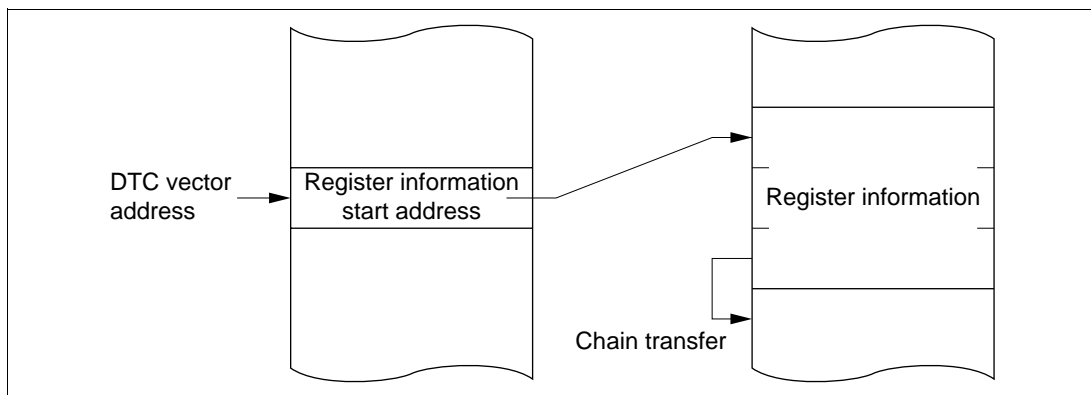 DTC vector
address
Register information
start address
Register information
Chain transfer